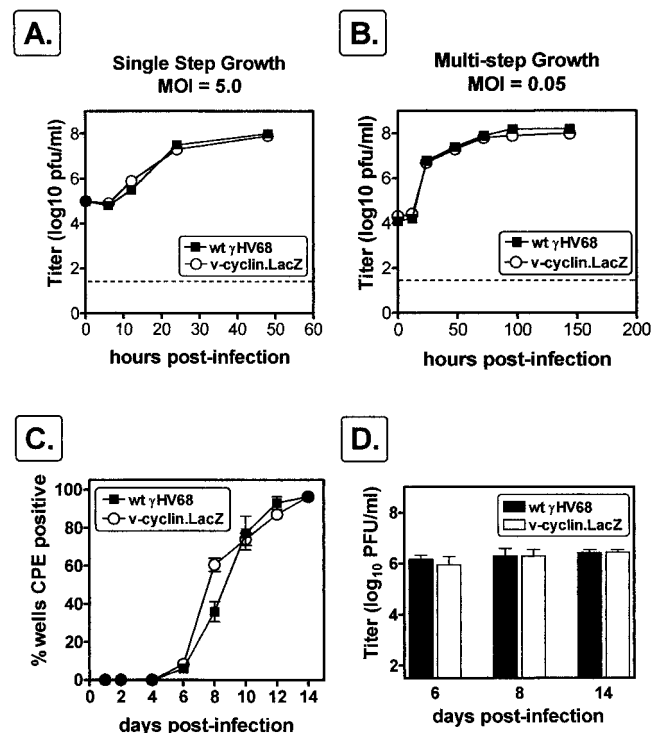 A.
Single Step Growth
MOI = 5.0
Titer (log10 pfu/ml)
8
6
4
2
0
wt γHV68
v-cyclin.LacZ
0 10 20 30 40 50 60
hours post-infection
B.
Multi-step Growth
MOI = 0.05
Titer (log10 pfu/ml)
8
6
4
2
0
wt γHV68
v-cyclin.LacZ
0 50 100 150 200
hours post-infection
C.
% wells CPE positive
100
80
60
40
20
0
wt γHV68
v-cyclin.LacZ
0 2 4 6 8 10 12 14
days post-infection
D.
Titer (log10 PFU/ml)
8
6
4
2
wt γHV68
v-cyclin.LacZ
6 8 14
days post-infection